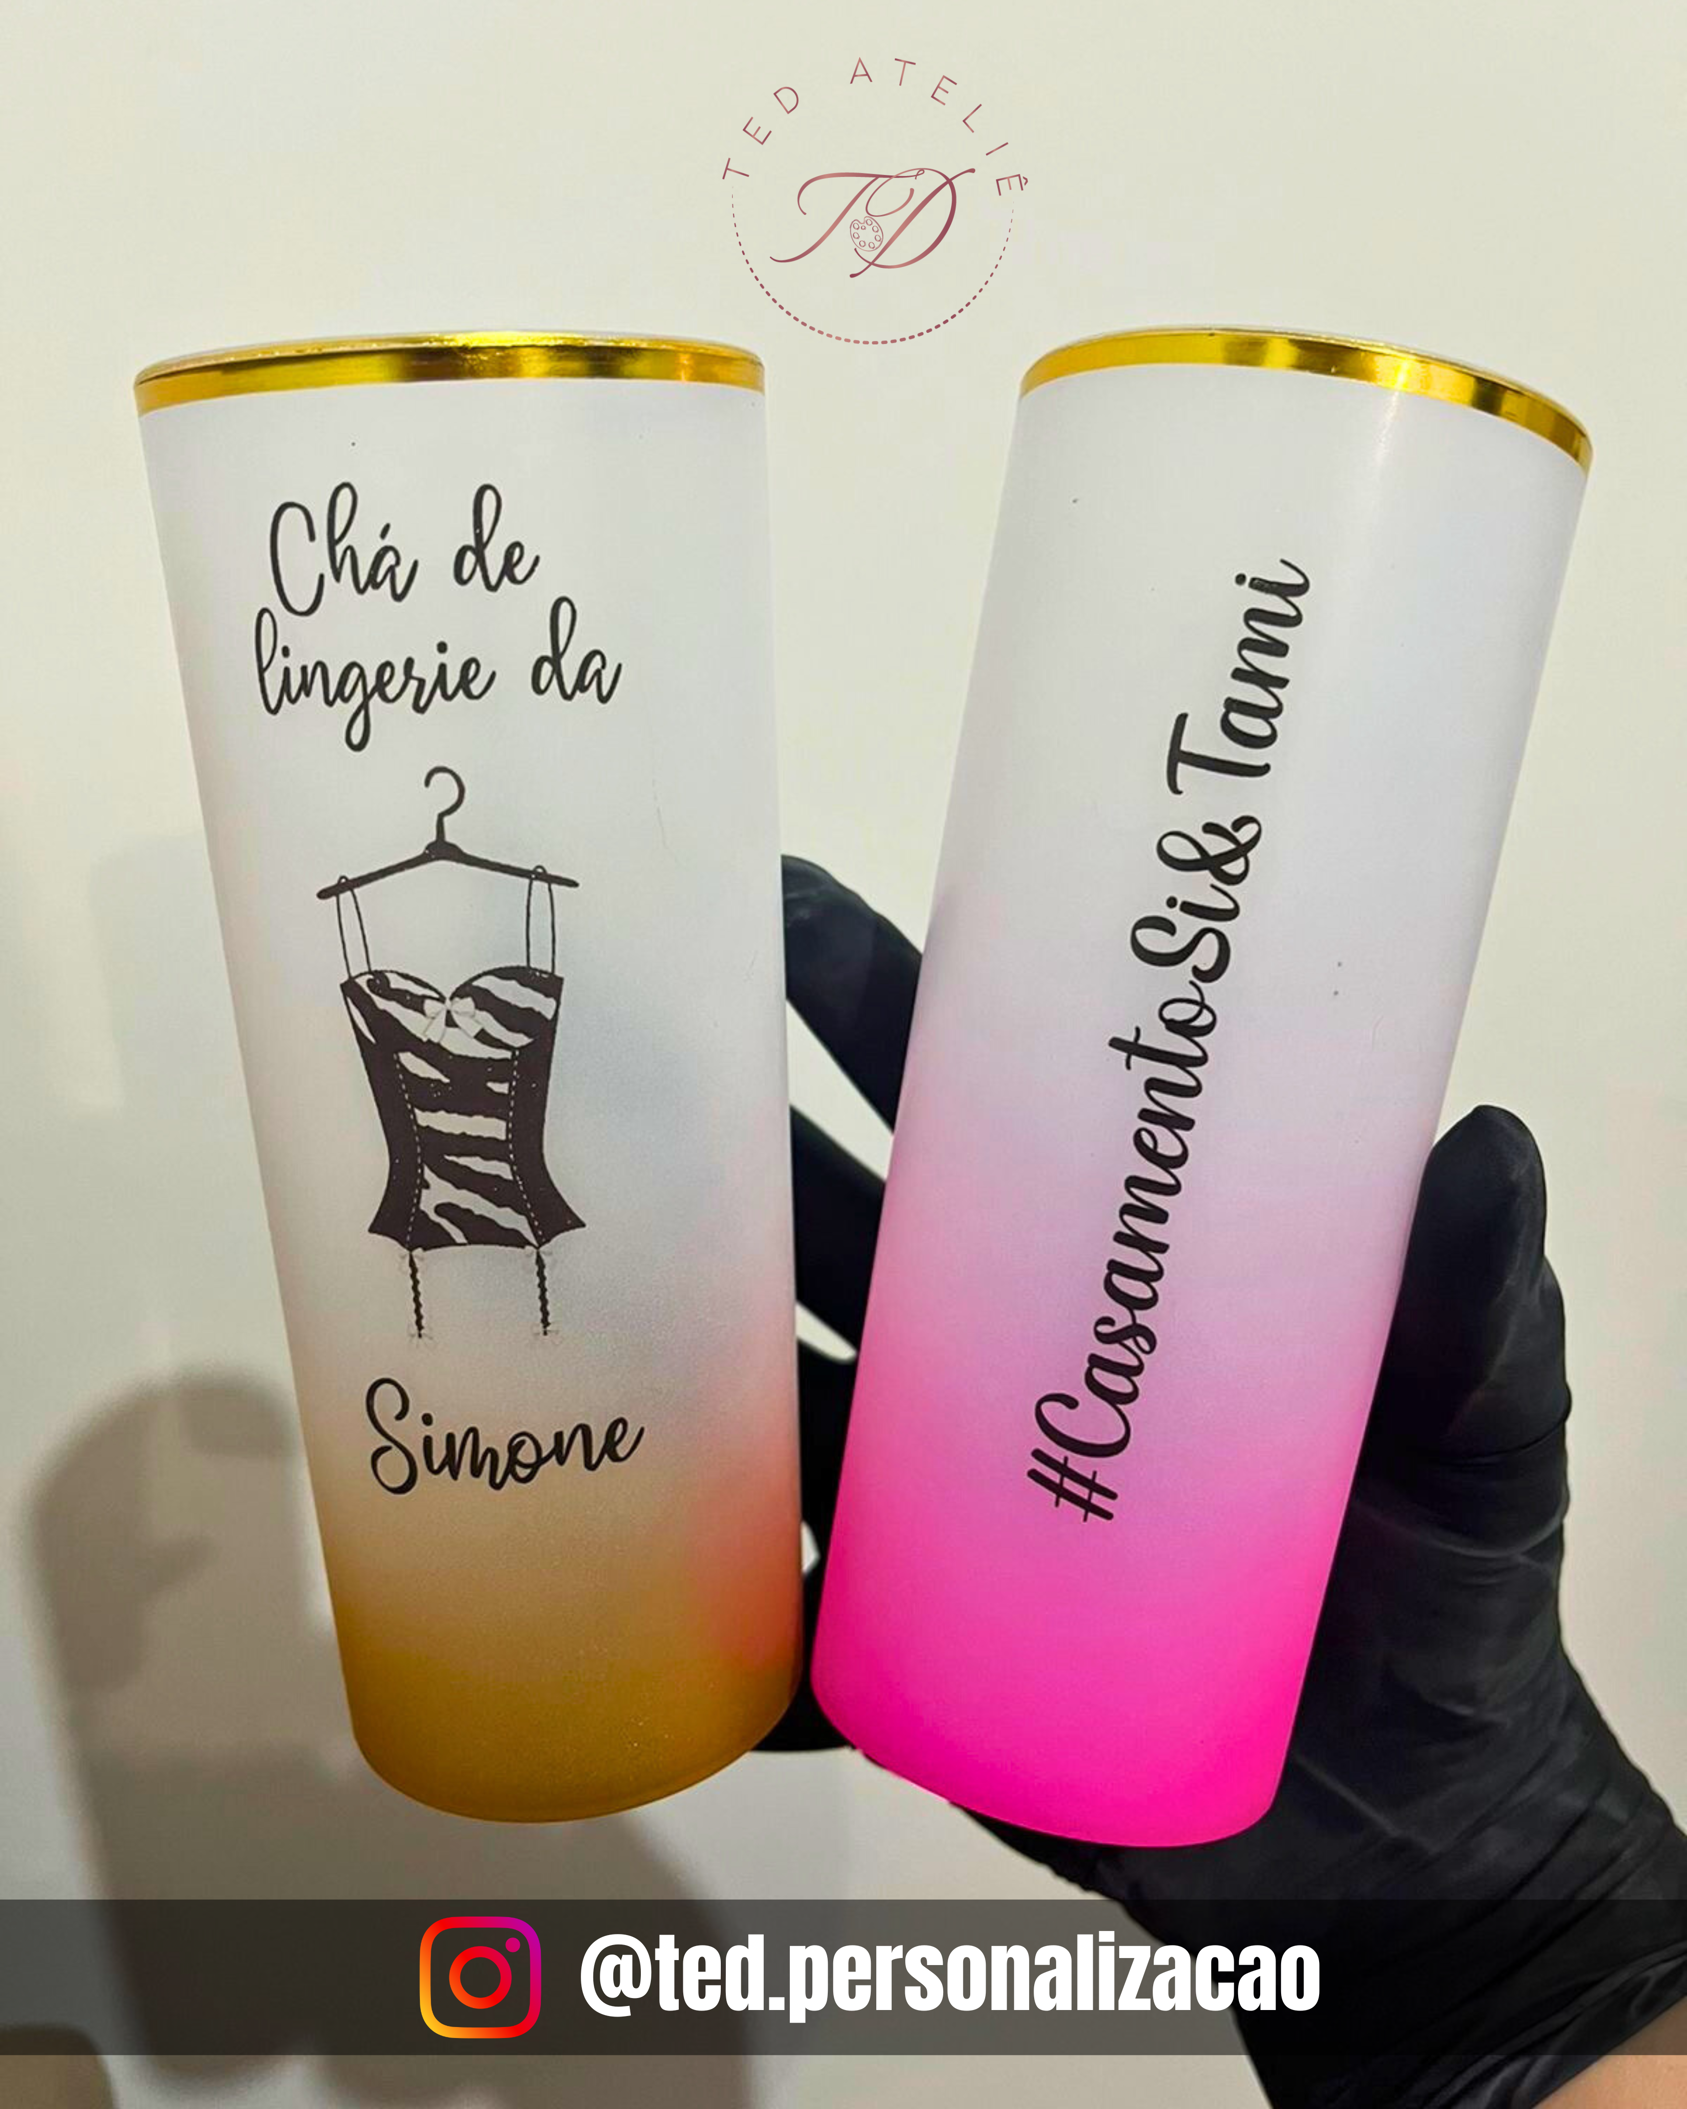 TED ATELIÊ
TD
Chá de
lingerie da
Simone
#CasamentoSi&Tami
@ted.personalizacao